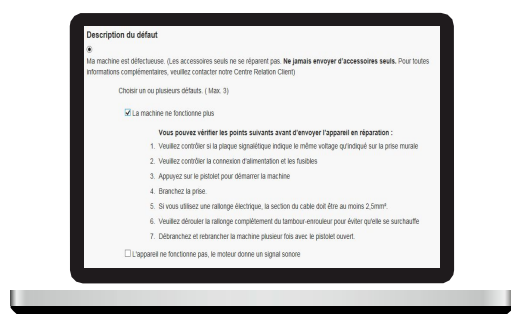 Description du défaut
Ma machine est défectueuse. (Les accessoires seuls ne se réparent pas. Ne jamais envoyer d'accessoires seuls. Pour toutes
informations complémentaires, veuillez contacter notre Centre Relation Client)
Choisir un ou plusieurs défauts. ( Max. 3)
La machine ne fonctionne plus
Vous pouvez vérifier les points suivants avant d'envoyer l'appareil en réparation :
1. Veuillez contrôler si la plaque signalétique indique le même voltage qu'indiqué sur la prise murale
2. Veuillez contrôler la connexion d'alimentation et les fusibles
3. Appuyez sur le pistolet pour démarrer la machine
4. Branchez la prise.
5. Si vous utilisez une rallonge électrique, la section du cable doit être au moins 2,5mm².
6. Veuillez dérouler la rallonge complètement du tambour-enrouleur pour éviter qu'elle se surchauffe
7. Débranchez et rebrancher la machine plusieur fois avec le pistolet ouvert.
L'appareil ne fonctionne pas, le moteur donne un signal sonore